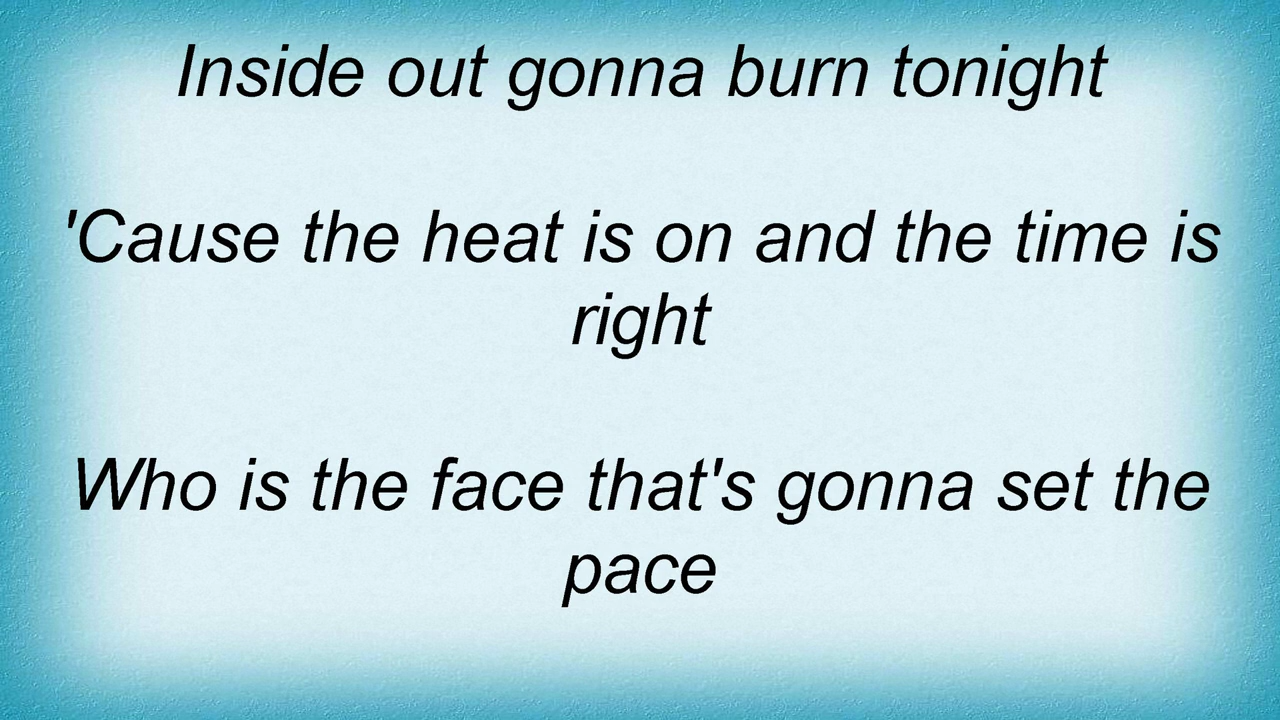 Inside out gonna burn tonight
'Cause the heat is on and the time is
right
Who is the face that's gonna set the
pace